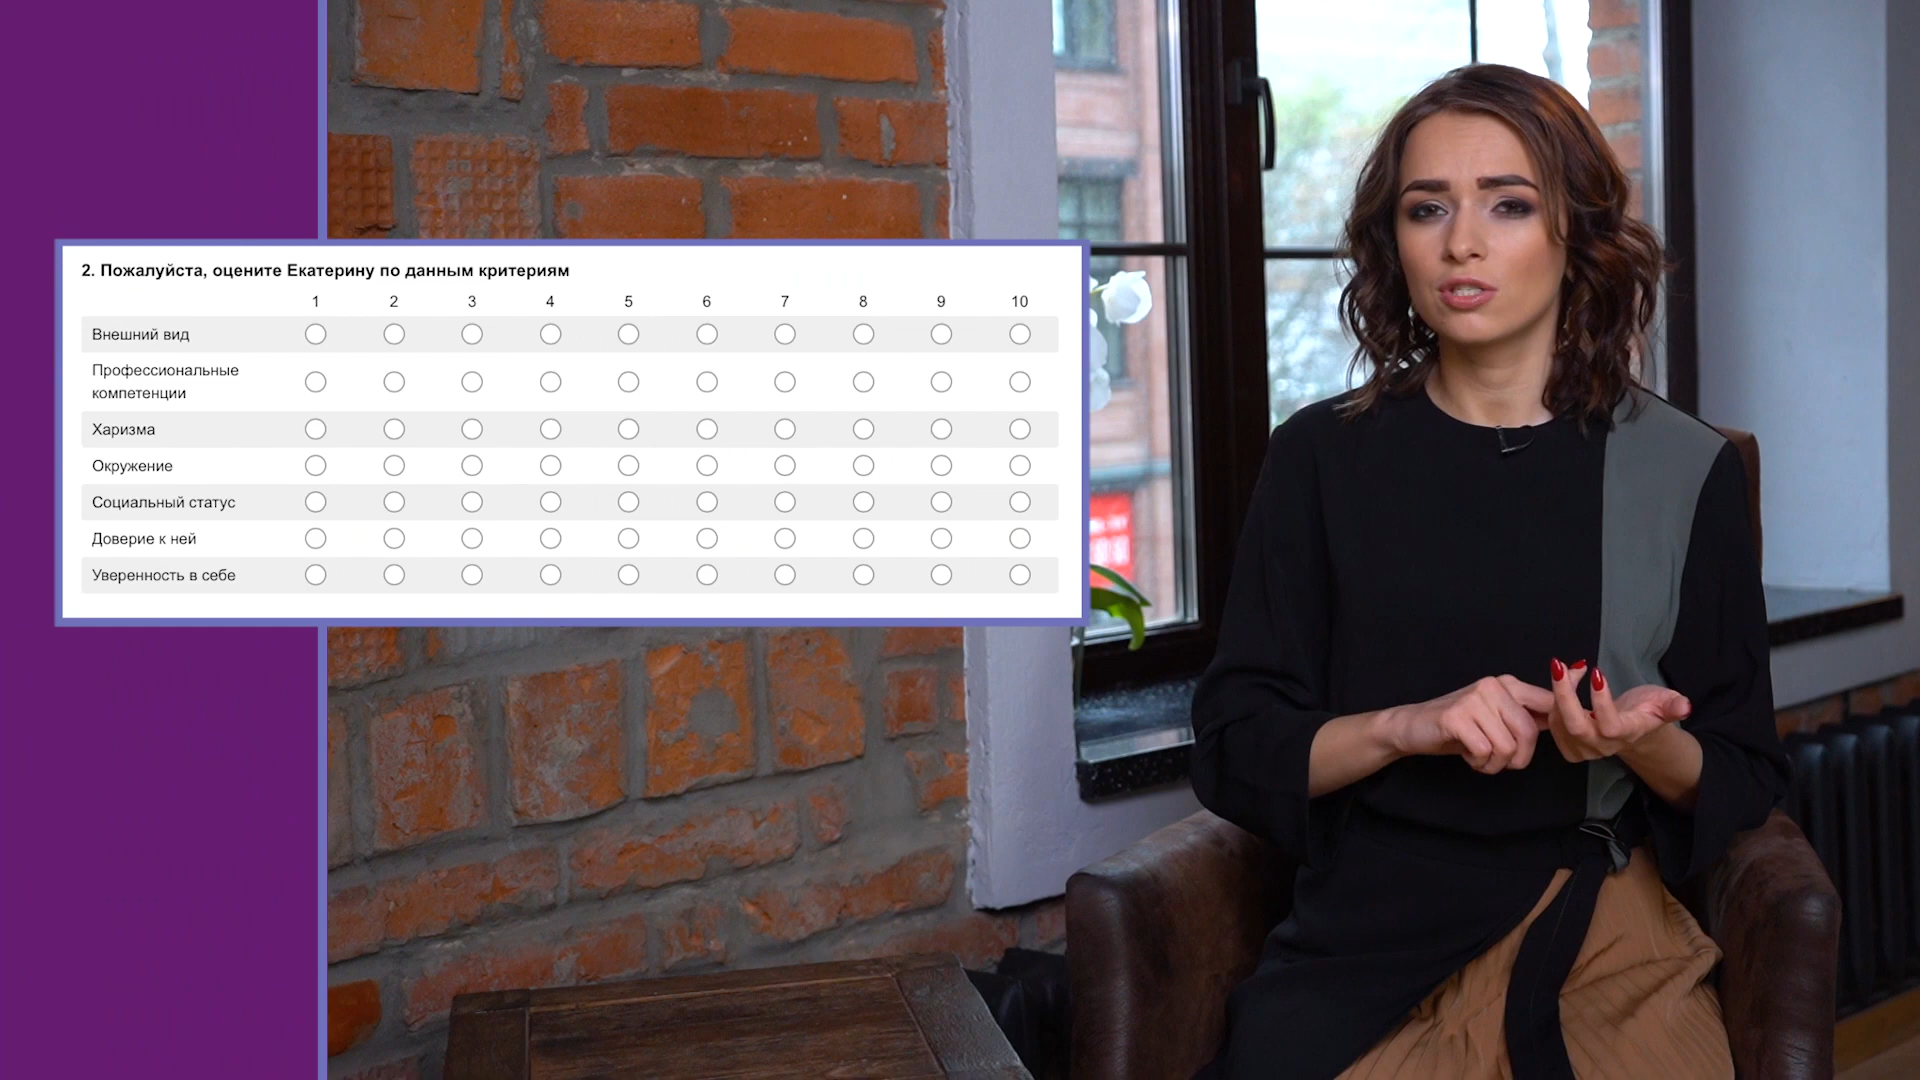 2. Пожалуйста, оцените Екатерину по данным критериям
1 2 3 4 5 6 7 8 9 10
Внешний вид
Профессиональные
компетенции
Харизма
Окружение
Социальный статус
Доверие к ней
Уверенность в себе